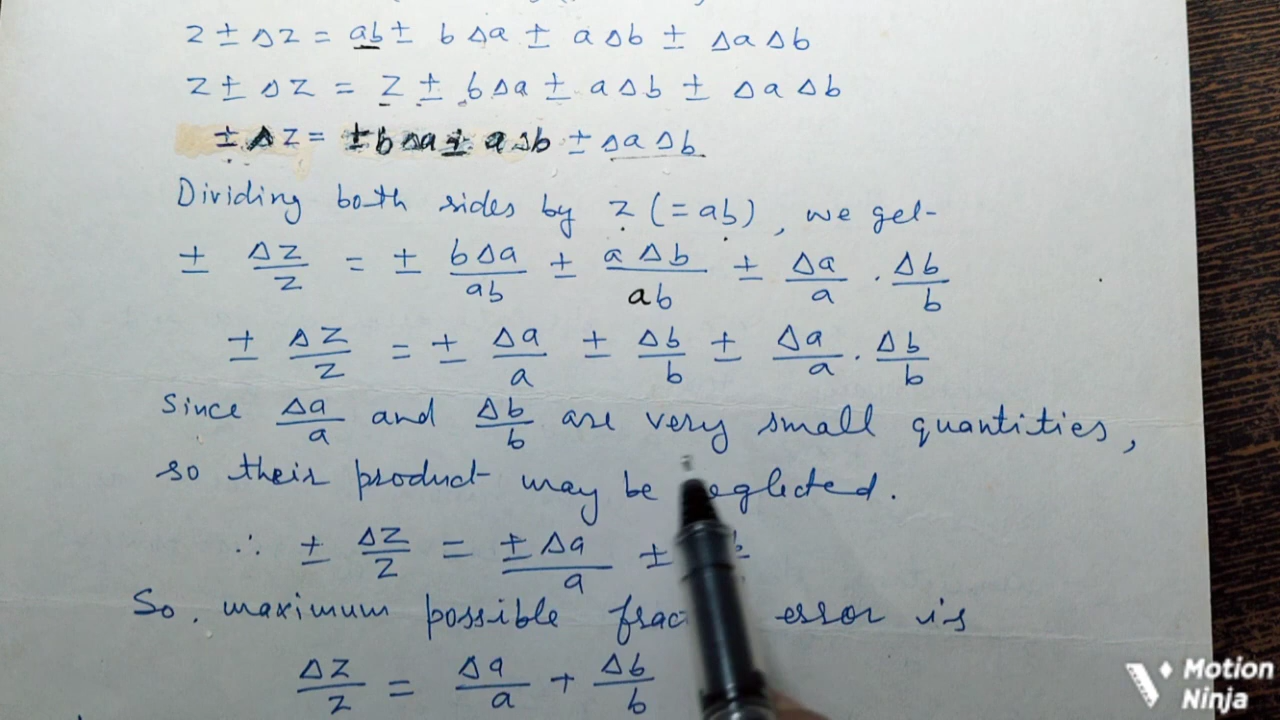 z ± Δz = ab ± bΔa ± aΔb ± ΔaΔb
z ± Δz = z ± bΔa ± aΔb ± ΔaΔb
± Δz = ±bΔa ± aΔb ± ΔaΔb
Dividing both sides by z (= ab), we get
± Δz/z = ± bΔa/ab ± aΔb/ab ± Δa/a . Δb/b
± Δz/z = ± Δa/a ± Δb/b ± Δa/a . Δb/b
Since Δa/a and Δb/b are very small quantities,
so their product may be neglected.
∴ ± Δz/z = ± Δa/a ±
So, maximum possible error is
Δz/z = Δa/a + Δb/b
Motion
Ninja